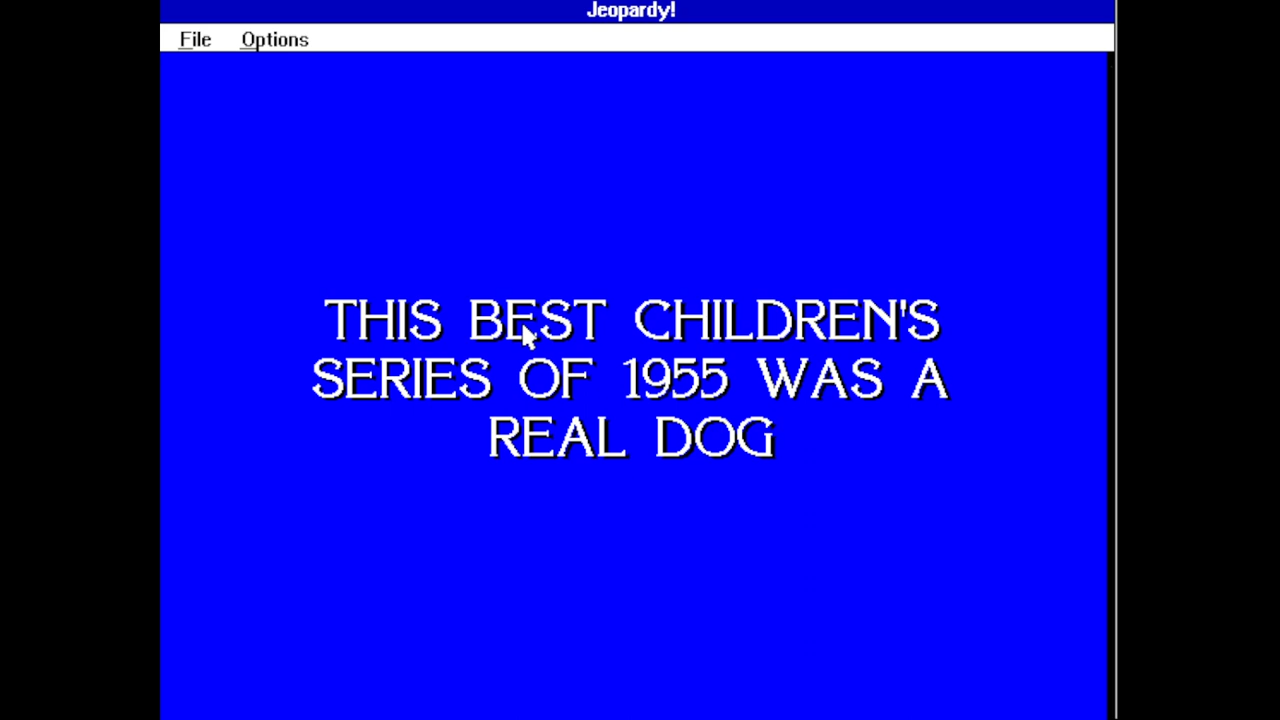 Jeopardy!
File Options
THIS BEST CHILDREN'S
SERIES OF 1955 WAS A
REAL DOG